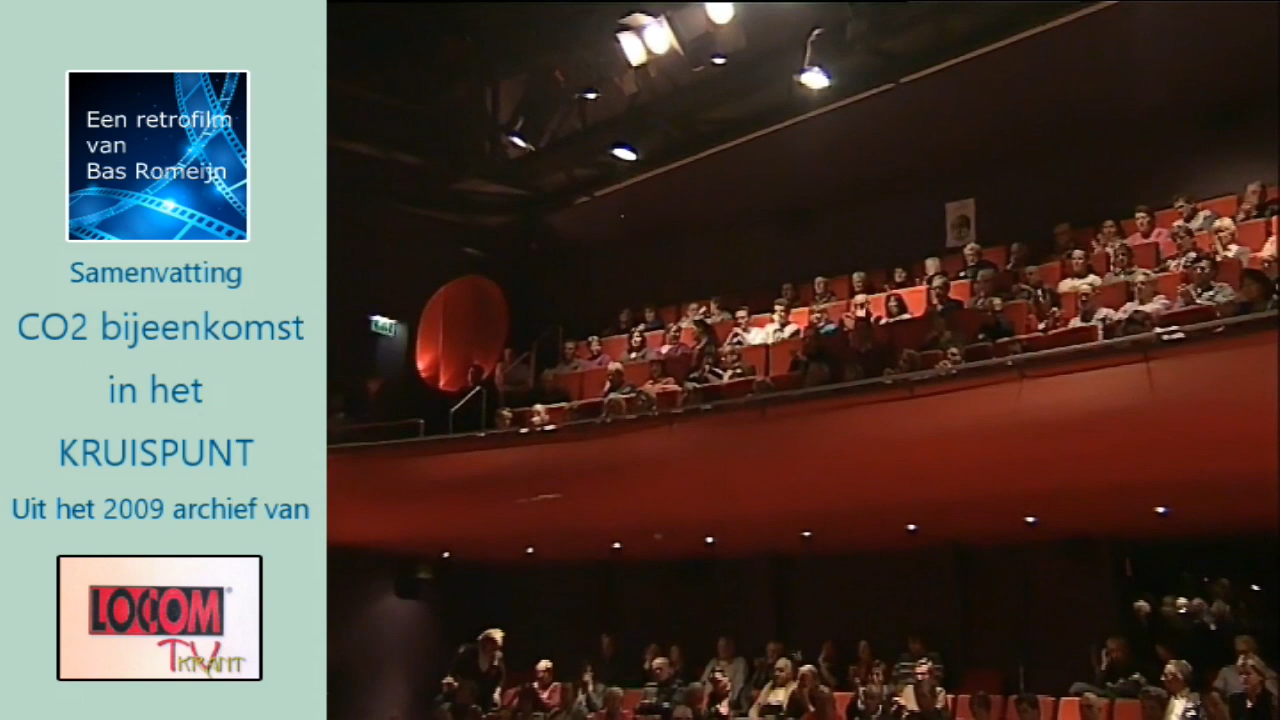 Een retrofilm
van
Bas Romeijn
Samenvatting
CO2 bijeenkomst
in het
KRUISPUNT
Uit het 2009 archief van
LOCOM
TV KRANT